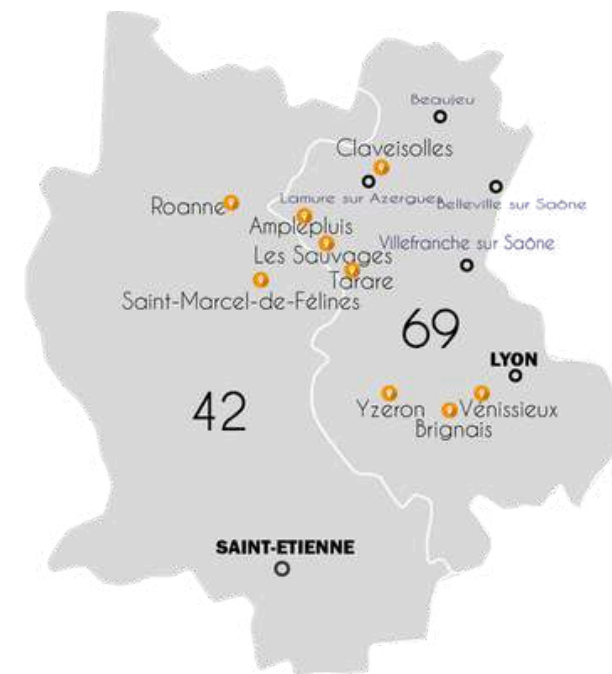 Beaujeu
Claveisolles
Lamure sur Azergues
Belleville sur Saône
Roanne
Amplepluis
Les Sauvages
Villefranche sur Saône
Tarare
Saint-Marcel-de-Félines
69
LYON
42
Yzeron
Vénissieux
Brignais
SAINT-ETIENNE